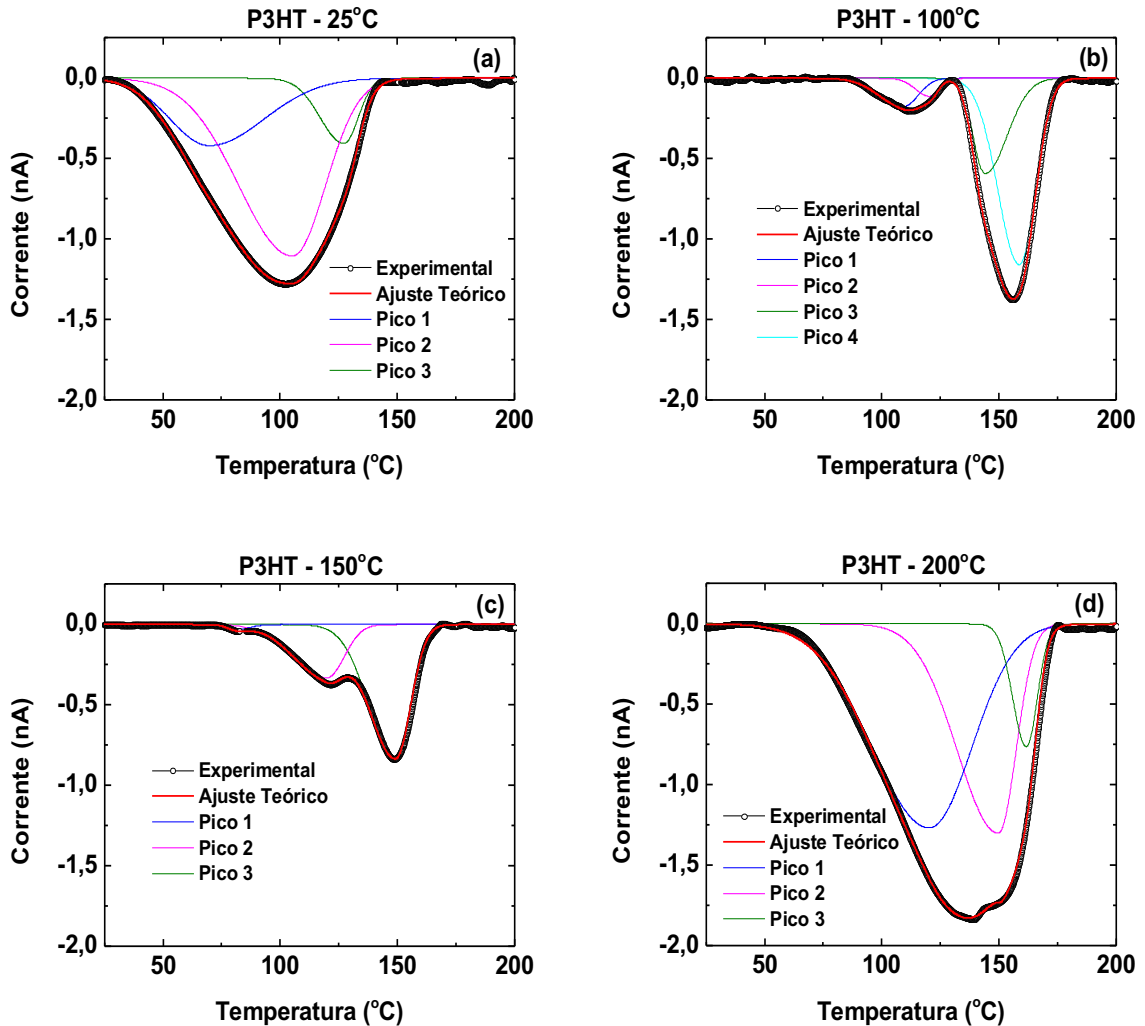 P3HT - 25°C
(a)
0,0
-0,5
-1,0
-1,5
-2,0
Corrente (nA)
Experimental
Ajuste Teórico
Pico 1
Pico 2
Pico 3
50
100
150
200
Temperatura (°C)
P3HT - 100°C
(b)
0,0
-0,5
-1,0
-1,5
-2,0
Corrente (nA)
Experimental
Ajuste Teórico
Pico 1
Pico 2
Pico 3
Pico 4
50
100
150
200
Temperatura (°C)
P3HT - 150°C
(c)
0,0
-0,5
-1,0
-1,5
-2,0
Corrente (nA)
Experimental
Ajuste Teórico
Pico 1
Pico 2
Pico 3
50
100
150
200
Temperatura (°C)
P3HT - 200°C
(d)
0,0
-0,5
-1,0
-1,5
-2,0
Corrente (nA)
Experimental
Ajuste Teórico
Pico 1
Pico 2
Pico 3
50
100
150
200
Temperatura (°C)